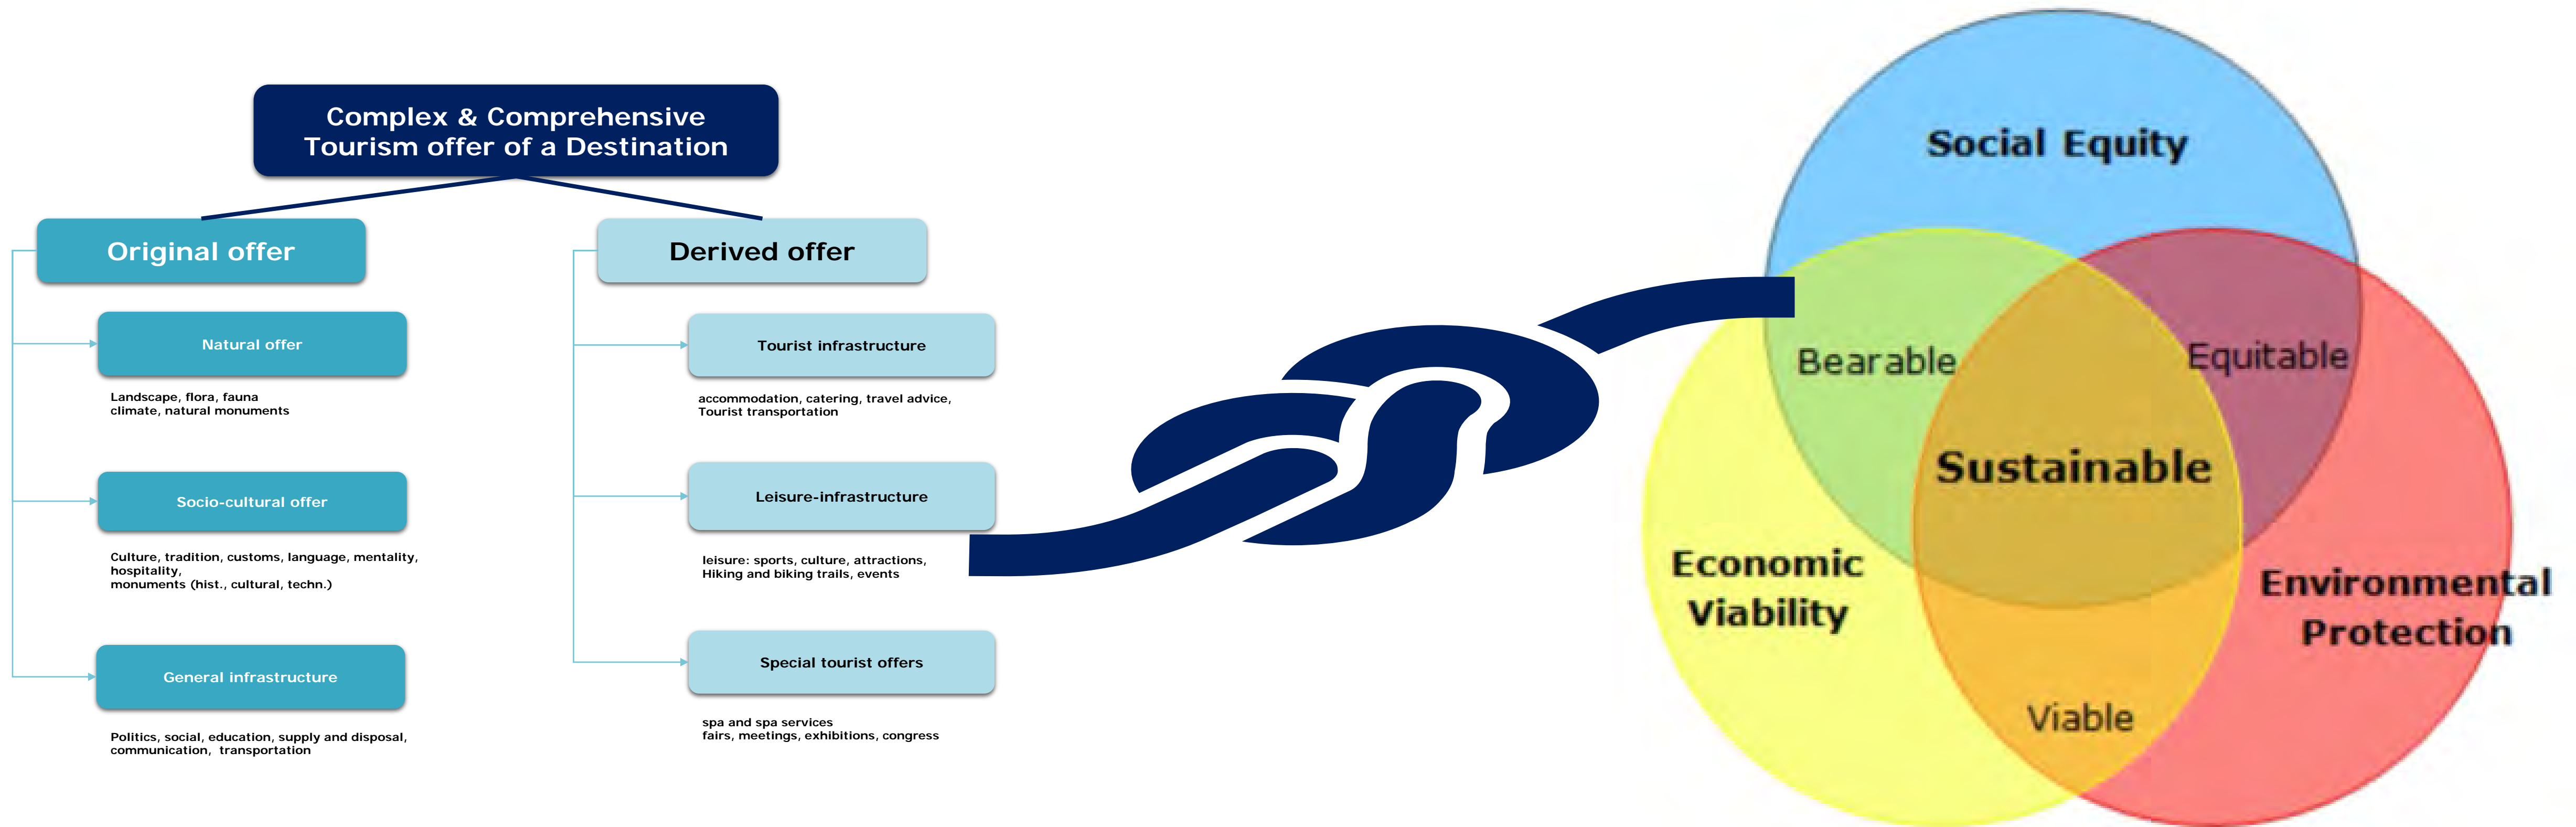 Complex & Comprehensive
Tourism offer of a Destination
Original offer
Natural offer
Landscape, flora, fauna
climate, natural monuments
Socio-cultural offer
Culture, tradition, customs, language, mentality,
hospitality,
monuments (hist., cultural, techn.)
General infrastructure
Politics, social, education, supply and disposal,
communication, transportation
Derived offer
Tourist infrastructure
accommodation, catering, travel advice,
Tourist transportation
Leisure-infrastructure
leisure: sports, culture, attractions,
Hiking and biking trails, events
Special tourist offers
spa and spa services
fairs, meetings, exhibitions, congress
Social Equity
Bearable
Equitable
Sustainable
Economic
Viability
Environmental
Protection
Viable